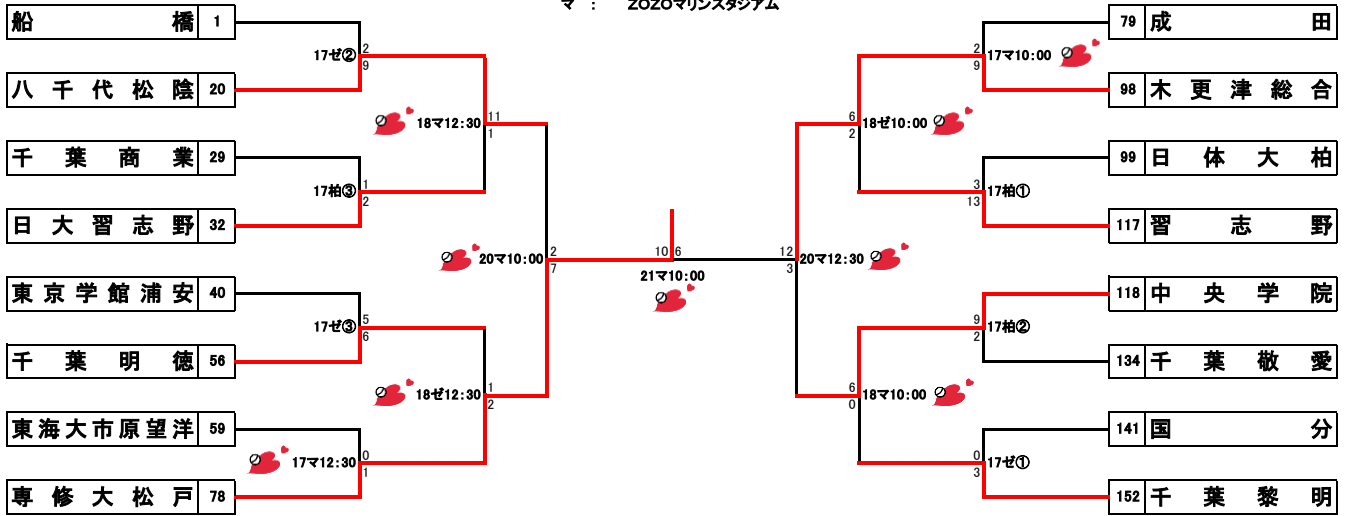 マ : ZOZOマリンスタジアム
船橋 1
八千代松陰 20
千葉商業 29
日大習志野 32
東京学館浦安 40
千葉明徳 56
東海大市原望洋 59
専修大松戸 78
17ゼ② 2 9
17柏③ 1 2
17ゼ③ 5 6
17マ12:30 0 1
18マ12:30 11 1
18ゼ12:30 1 2
20マ10:00 2 7
10 6
21マ10:00
12 3 20マ12:30
6 2 18ゼ10:00
6 0 18マ10:00
2 9 17マ10:00
3 13 17柏①
9 2 17柏②
0 3 17ゼ①
79 成田
98 木更津総合
99 日体大柏
117 習志野
118 中央学院
134 千葉敬愛
141 国分
152 千葉黎明